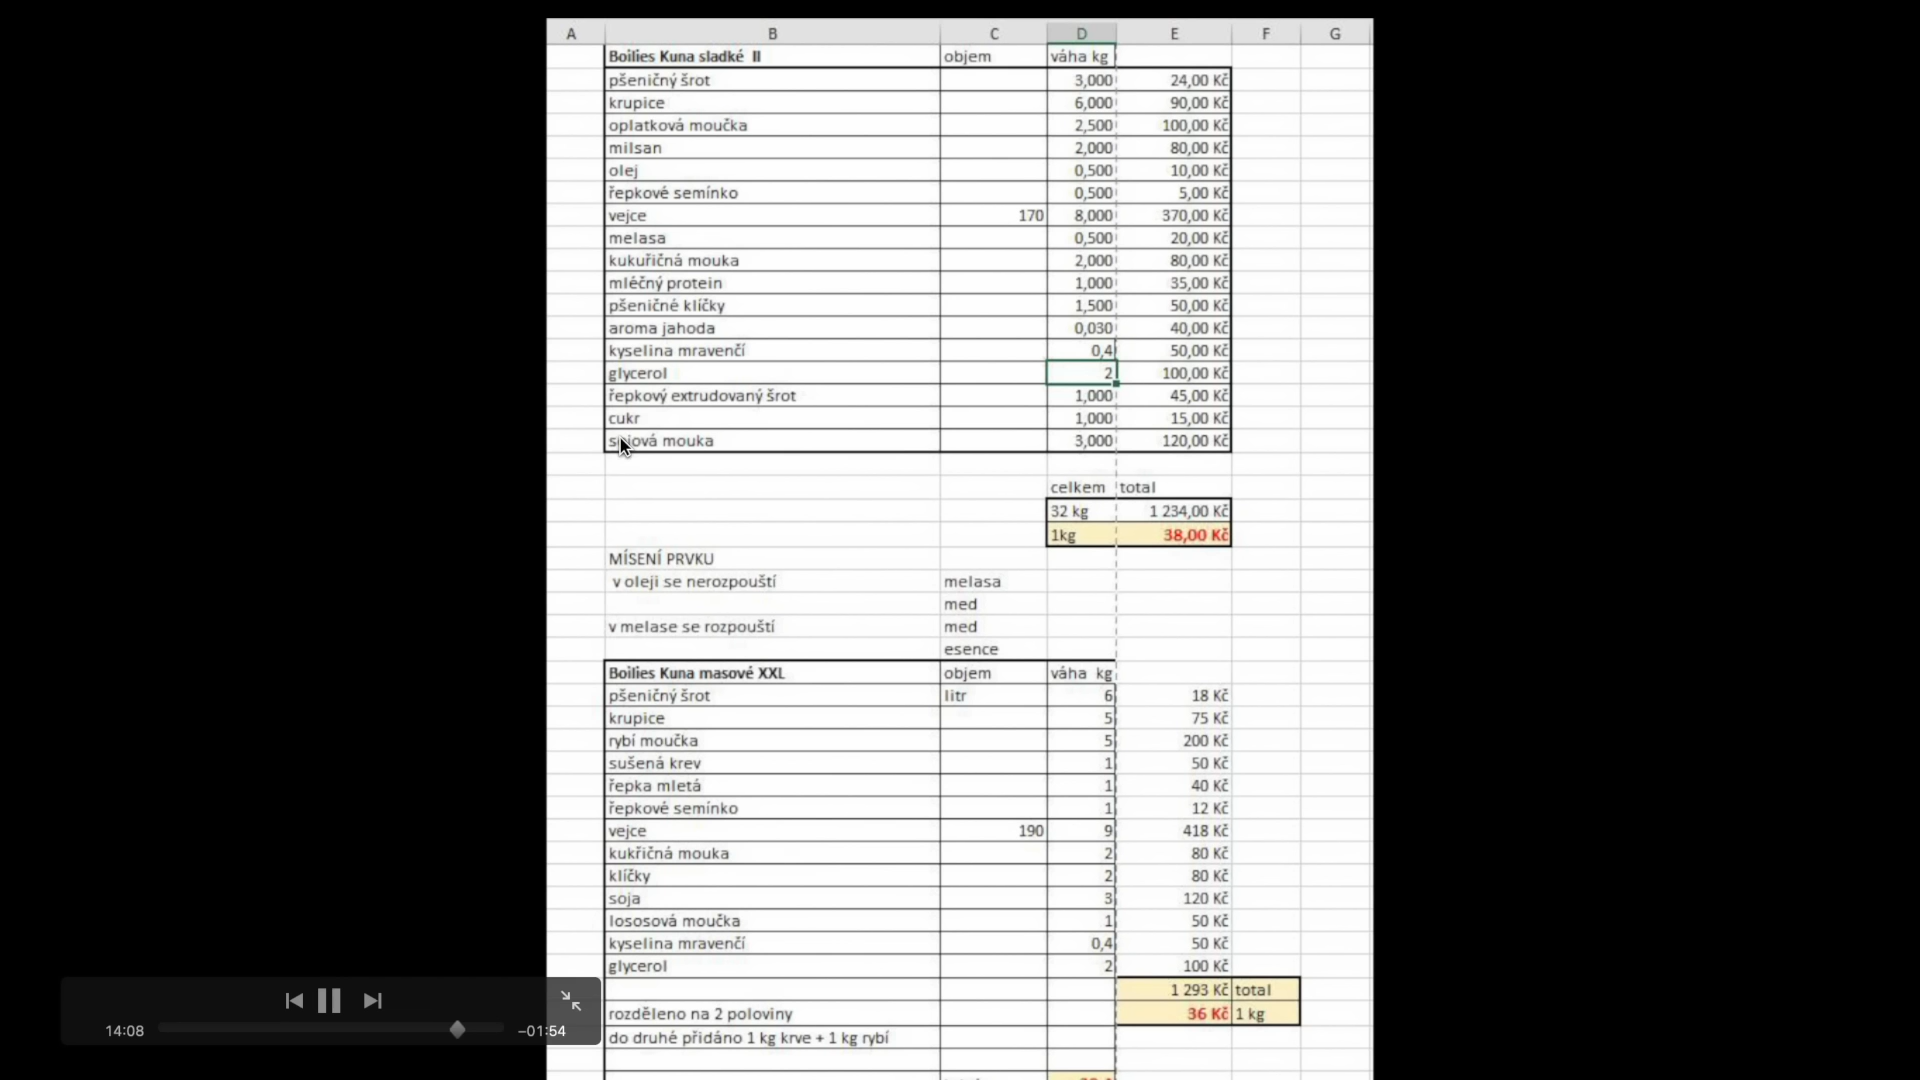 A B C D E F G
Boilies Kuna sladké II objem váha kg
pšeničný šrot 3,000 24,00 Kč
krupice 6,000 90,00 Kč
oplatková moučka 2,500 100,00 Kč
milsan 2,000 80,00 Kč
olej 0,500 10,00 Kč
řepkové semínko 0,500 5,00 Kč
vejce 170 8,000 370,00 Kč
melasa 0,500 20,00 Kč
kukuřičná mouka 2,000 80,00 Kč
mléčný protein 1,000 35,00 Kč
pšeničné klíčky 1,500 50,00 Kč
aroma jahoda 0,030 40,00 Kč
kyselina mravenčí 0,4 50,00 Kč
glycerol 2 100,00 Kč
řepkový extrudovaný šrot 1,000 45,00 Kč
cukr 1,000 15,00 Kč
sojová mouka 3,000 120,00 Kč
celkem total
32 kg 1 234,00 Kč
1kg 38,00 Kč
MÍSENÍ PRVKU
v oleji se nerozpouští melasa
med
v melase se rozpouští med
esence
Boilies Kuna masové XXL objem váha kg
pšeničný šrot litr 6 18 Kč
krupice 5 75 Kč
rybí moučka 5 200 Kč
sušená krev 1 50 Kč
řepka mletá 1 40 Kč
řepkové semínko 1 12 Kč
vejce 190 9 418 Kč
kukřičná mouka 2 80 Kč
klíčky 2 80 Kč
soja 3 120 Kč
lososová moučka 1 50 Kč
kyselina mravenčí 0,4 50 Kč
glycerol 2 100 Kč
1 293 Kč total
rozděleno na 2 poloviny 36 Kč 1 kg
do druhé přidáno 1 kg krve + 1 kg rybí
14:08 −01:54